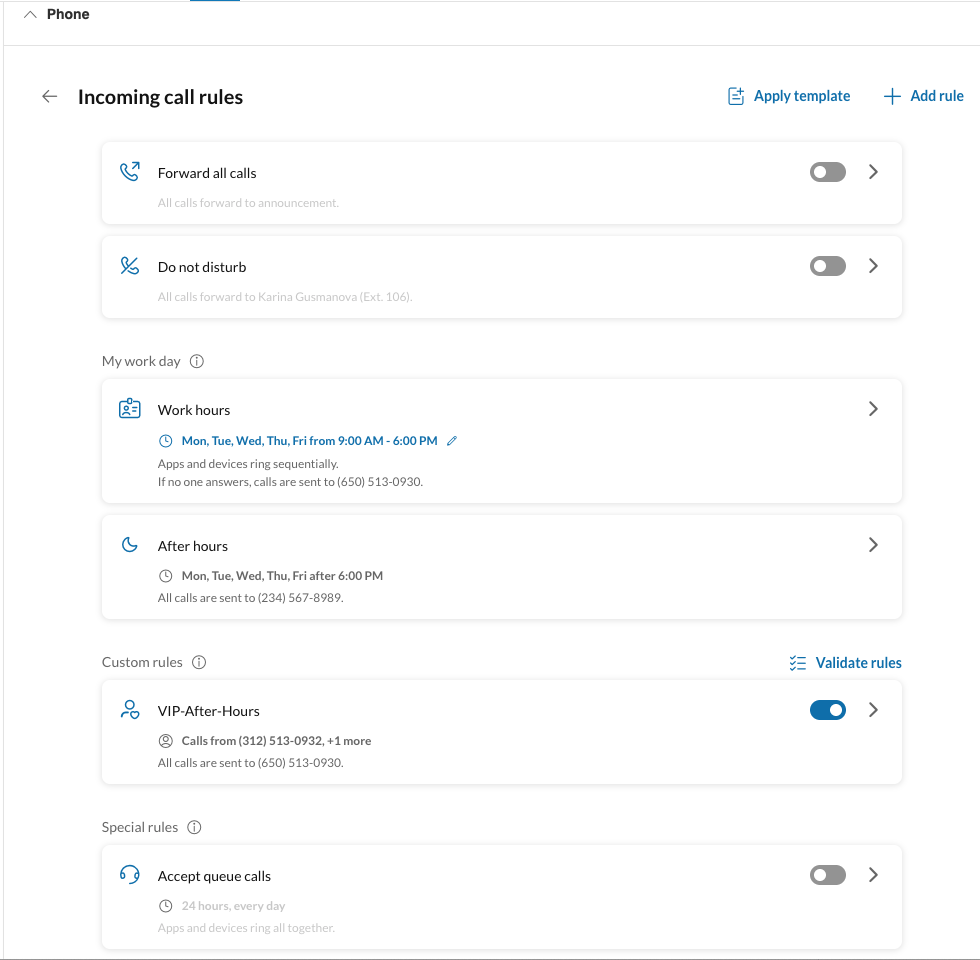 Phone
Incoming call rules
Apply template
Add rule
Forward all calls
All calls forward to announcement.
Do not disturb
All calls forward to Karina Gusmanova (Ext. 106).
My work day
Work hours
Mon, Tue, Wed, Thu, Fri from 9:00 AM - 6:00 PM
Apps and devices ring sequentially.
If no one answers, calls are sent to (650) 513-0930.
After hours
Mon, Tue, Wed, Thu, Fri after 6:00 PM
All calls are sent to (234) 567-8989.
Custom rules
Validate rules
VIP-After-Hours
Calls from (312) 513-0932, +1 more
All calls are sent to (650) 513-0930.
Special rules
Accept queue calls
24 hours, every day
Apps and devices ring all together.